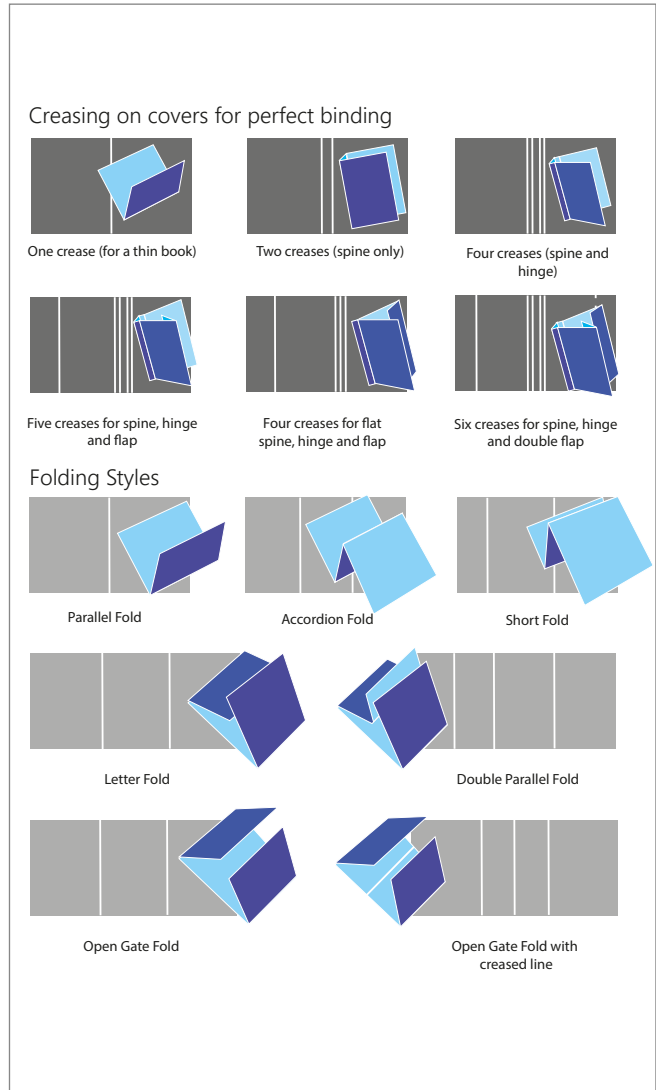 Creasing on covers for perfect binding
One crease (for a thin book)
Two creases (spine only)
Four creases (spine and
hinge)
Five creases for spine, hinge
and flap
Four creases for flat
spine, hinge and flap
Six creases for spine, hinge
and double flap
Folding Styles
Parallel Fold
Accordion Fold
Short Fold
Letter Fold
Double Parallel Fold
Open Gate Fold
Open Gate Fold with
creased line